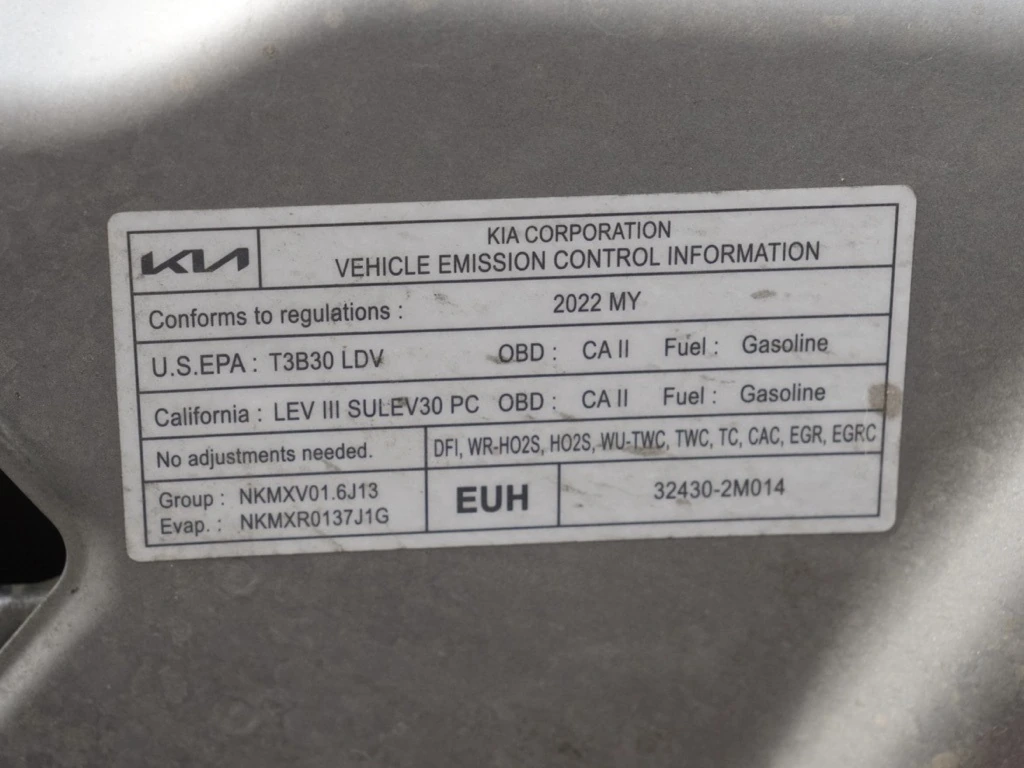 KIA
KIA CORPORATION
VEHICLE EMISSION CONTROL INFORMATION
Conforms to regulations : 2022 MY
U.S.EPA : T3B30 LDV OBD : CA II Fuel : Gasoline
California : LEV III SULEV30 PC OBD : CA II Fuel : Gasoline
No adjustments needed. DFI, WR-HO2S, HO2S, WU-TWC, TWC, TC, CAC, EGR, EGRC
Group : NKMXV01.6J13
Evap. : NKMXR0137J1G
EUH
32430-2M014